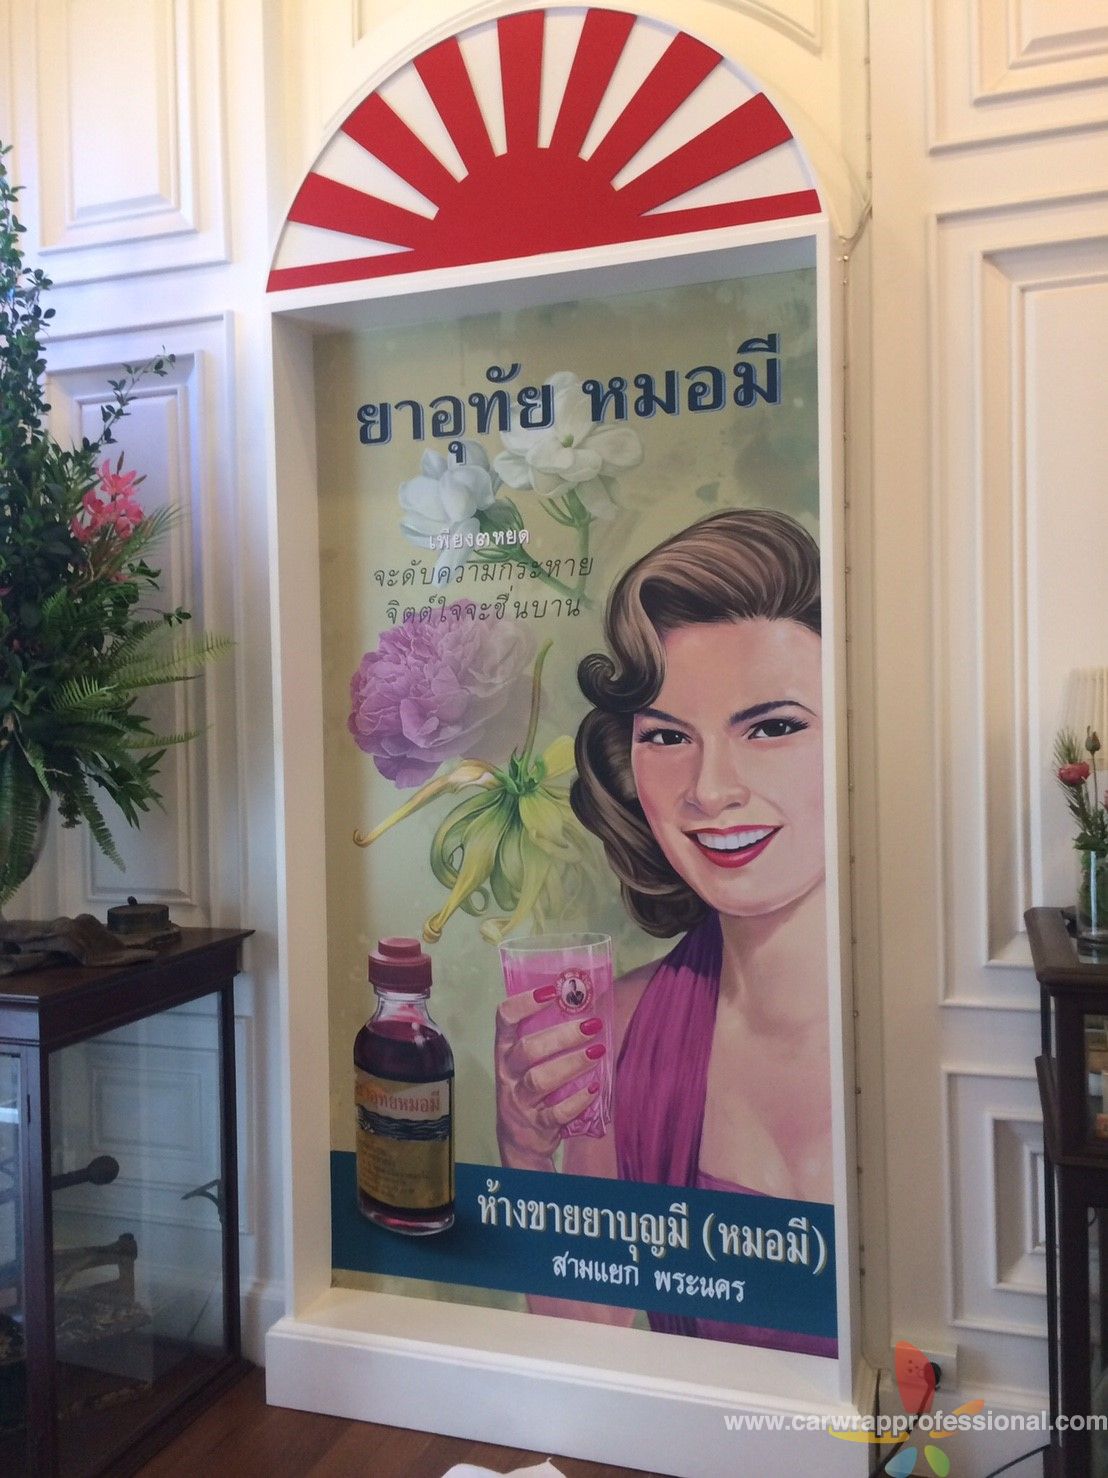 ยาอุทัย หมอมี
เพียง๓หยด
จะดับความกระหาย
จิตต์ใจจะชื่นบาน
ห้างขายยาบุญมี (หมอมี)
สามแยก พระนคร
www.carwrapprofessional.com